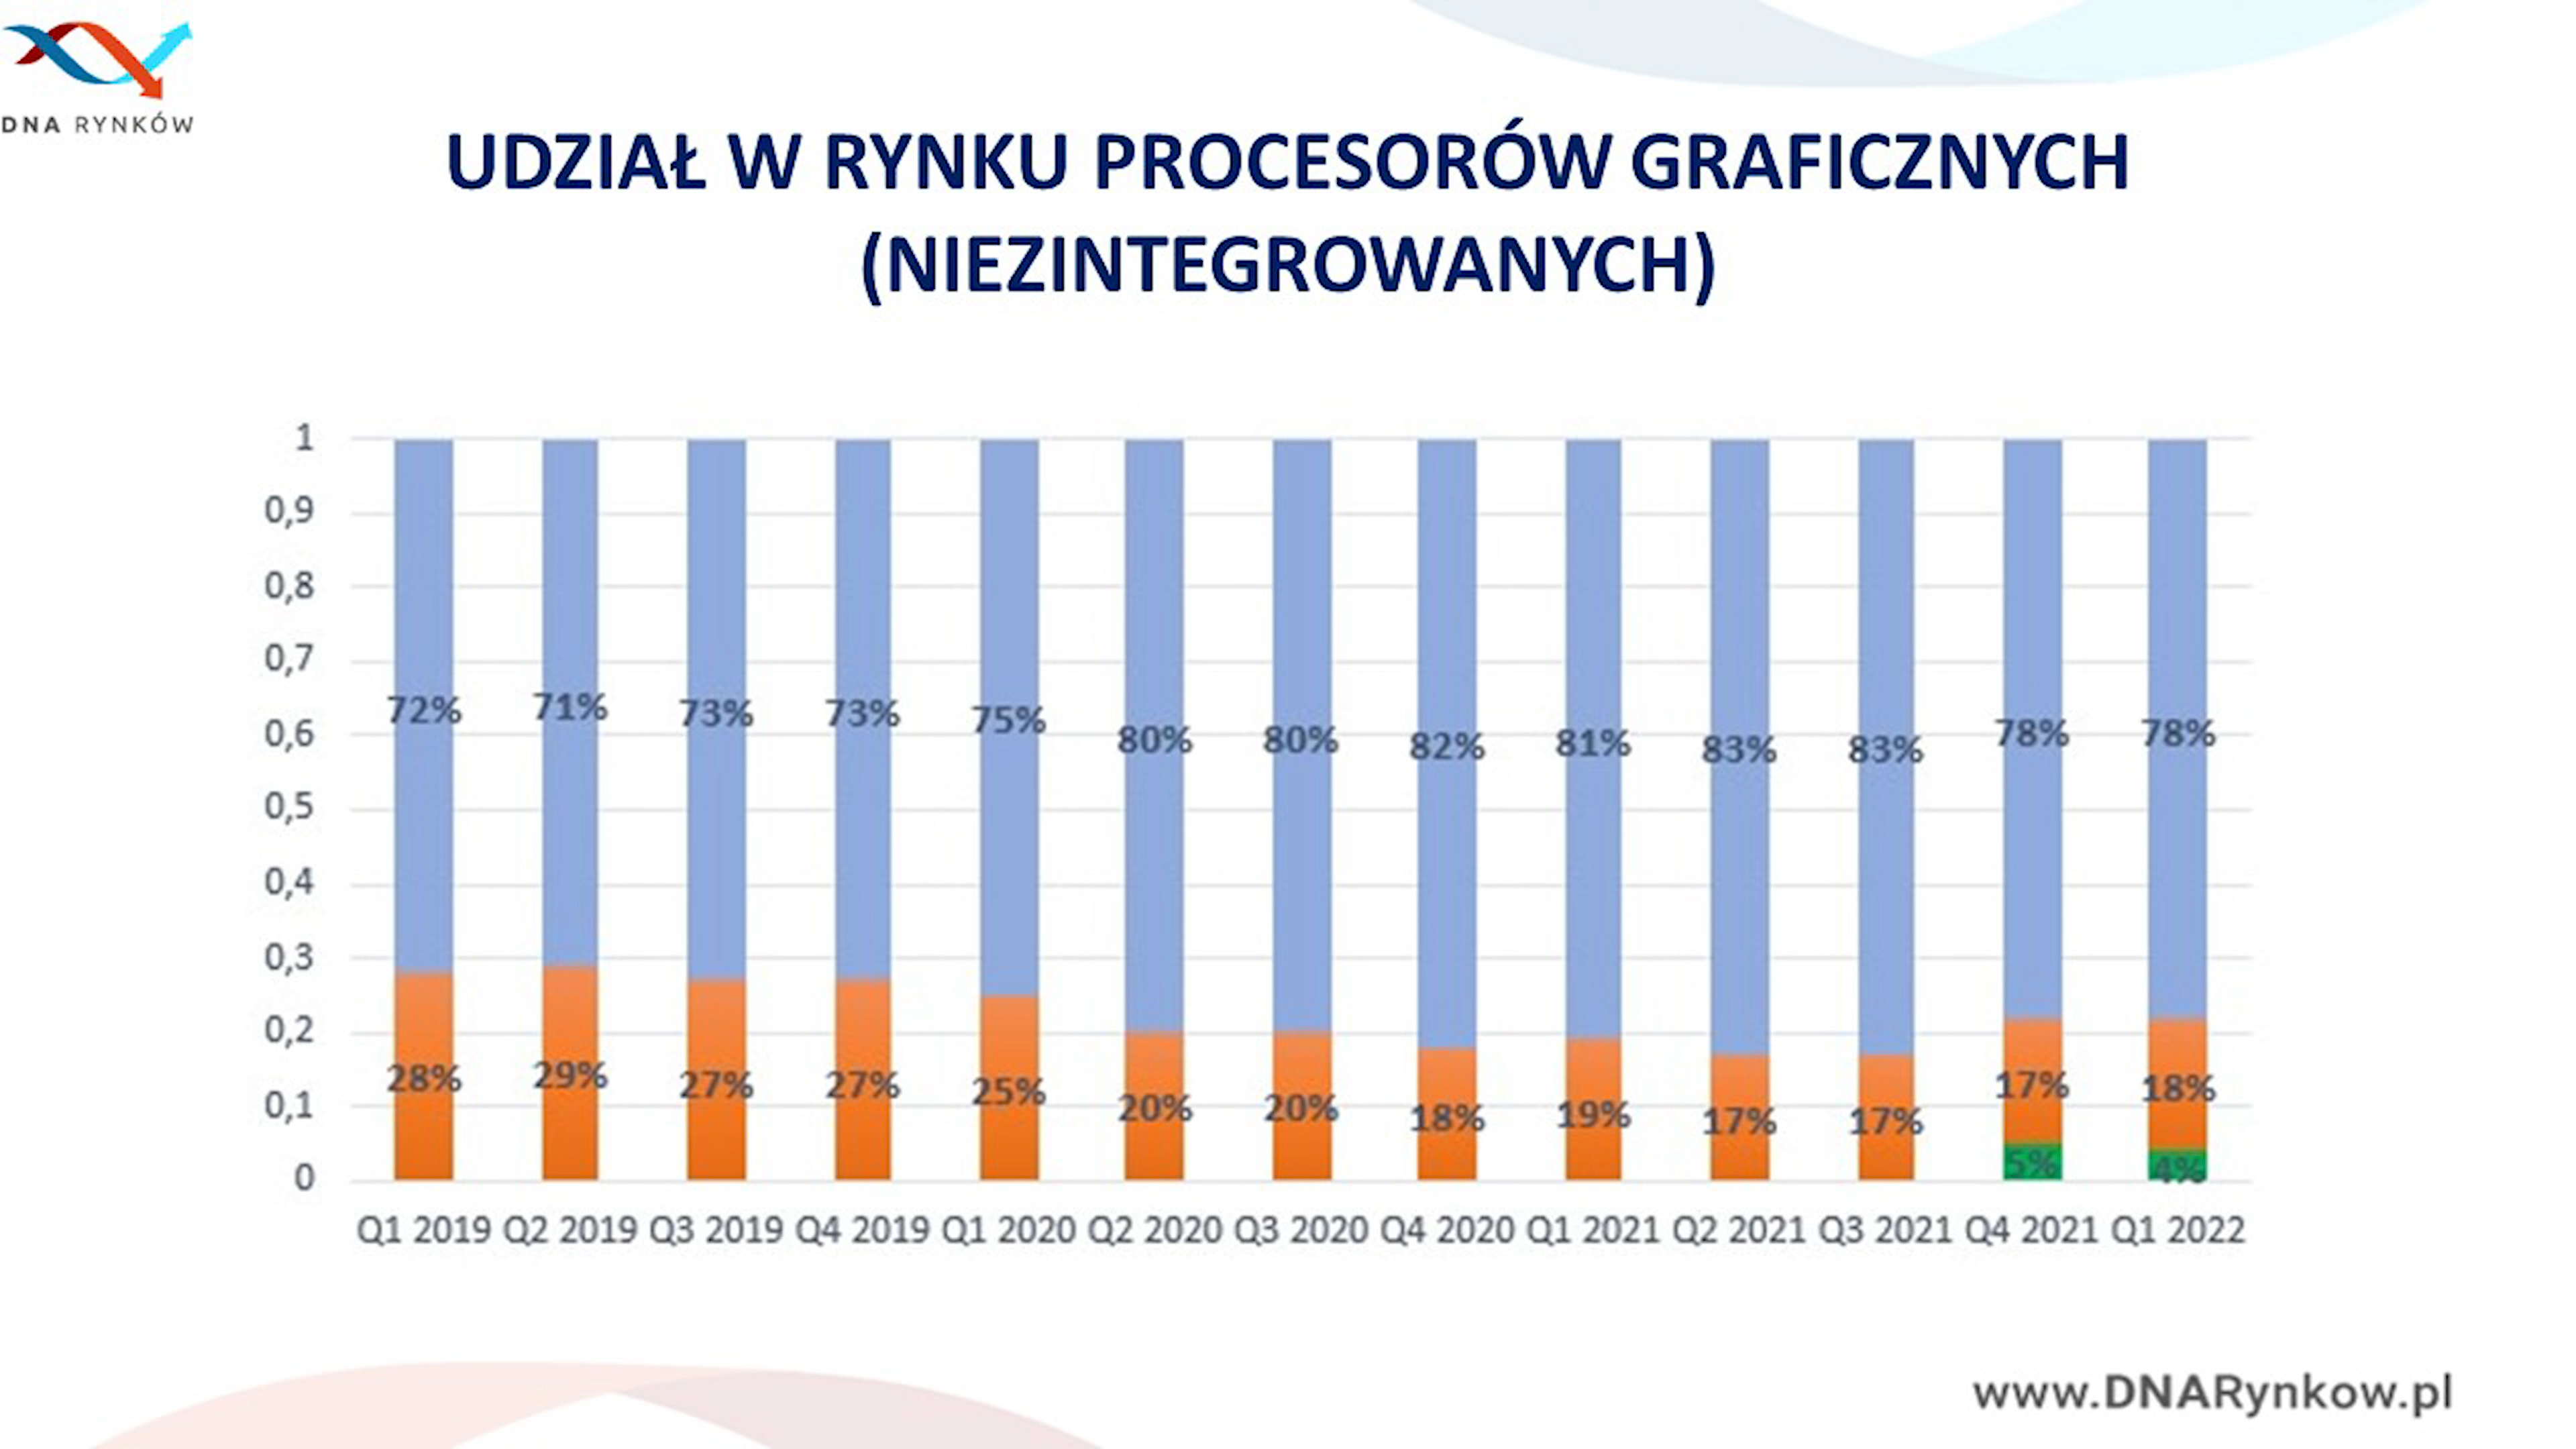 DNA RYNKÓW
UDZIAŁ W RYNKU PROCESORÓW GRAFICZNYCH
(NIEZINTEGROWANYCH)
1
0,9
0,8
0,7
0,6
0,5
0,4
0,3
0,2
0,1
0
72% 71% 73% 73% 75% 80% 80% 82% 81% 83% 83% 78% 78%
28% 29% 27% 27% 25% 20% 20% 18% 19% 17% 17% 17% 18%
5% 4%
Q1 2019 Q2 2019 Q3 2019 Q4 2019 Q1 2020 Q2 2020 Q3 2020 Q4 2020 Q1 2021 Q2 2021 Q3 2021 Q4 2021 Q1 2022
www.DNARynkow.pl